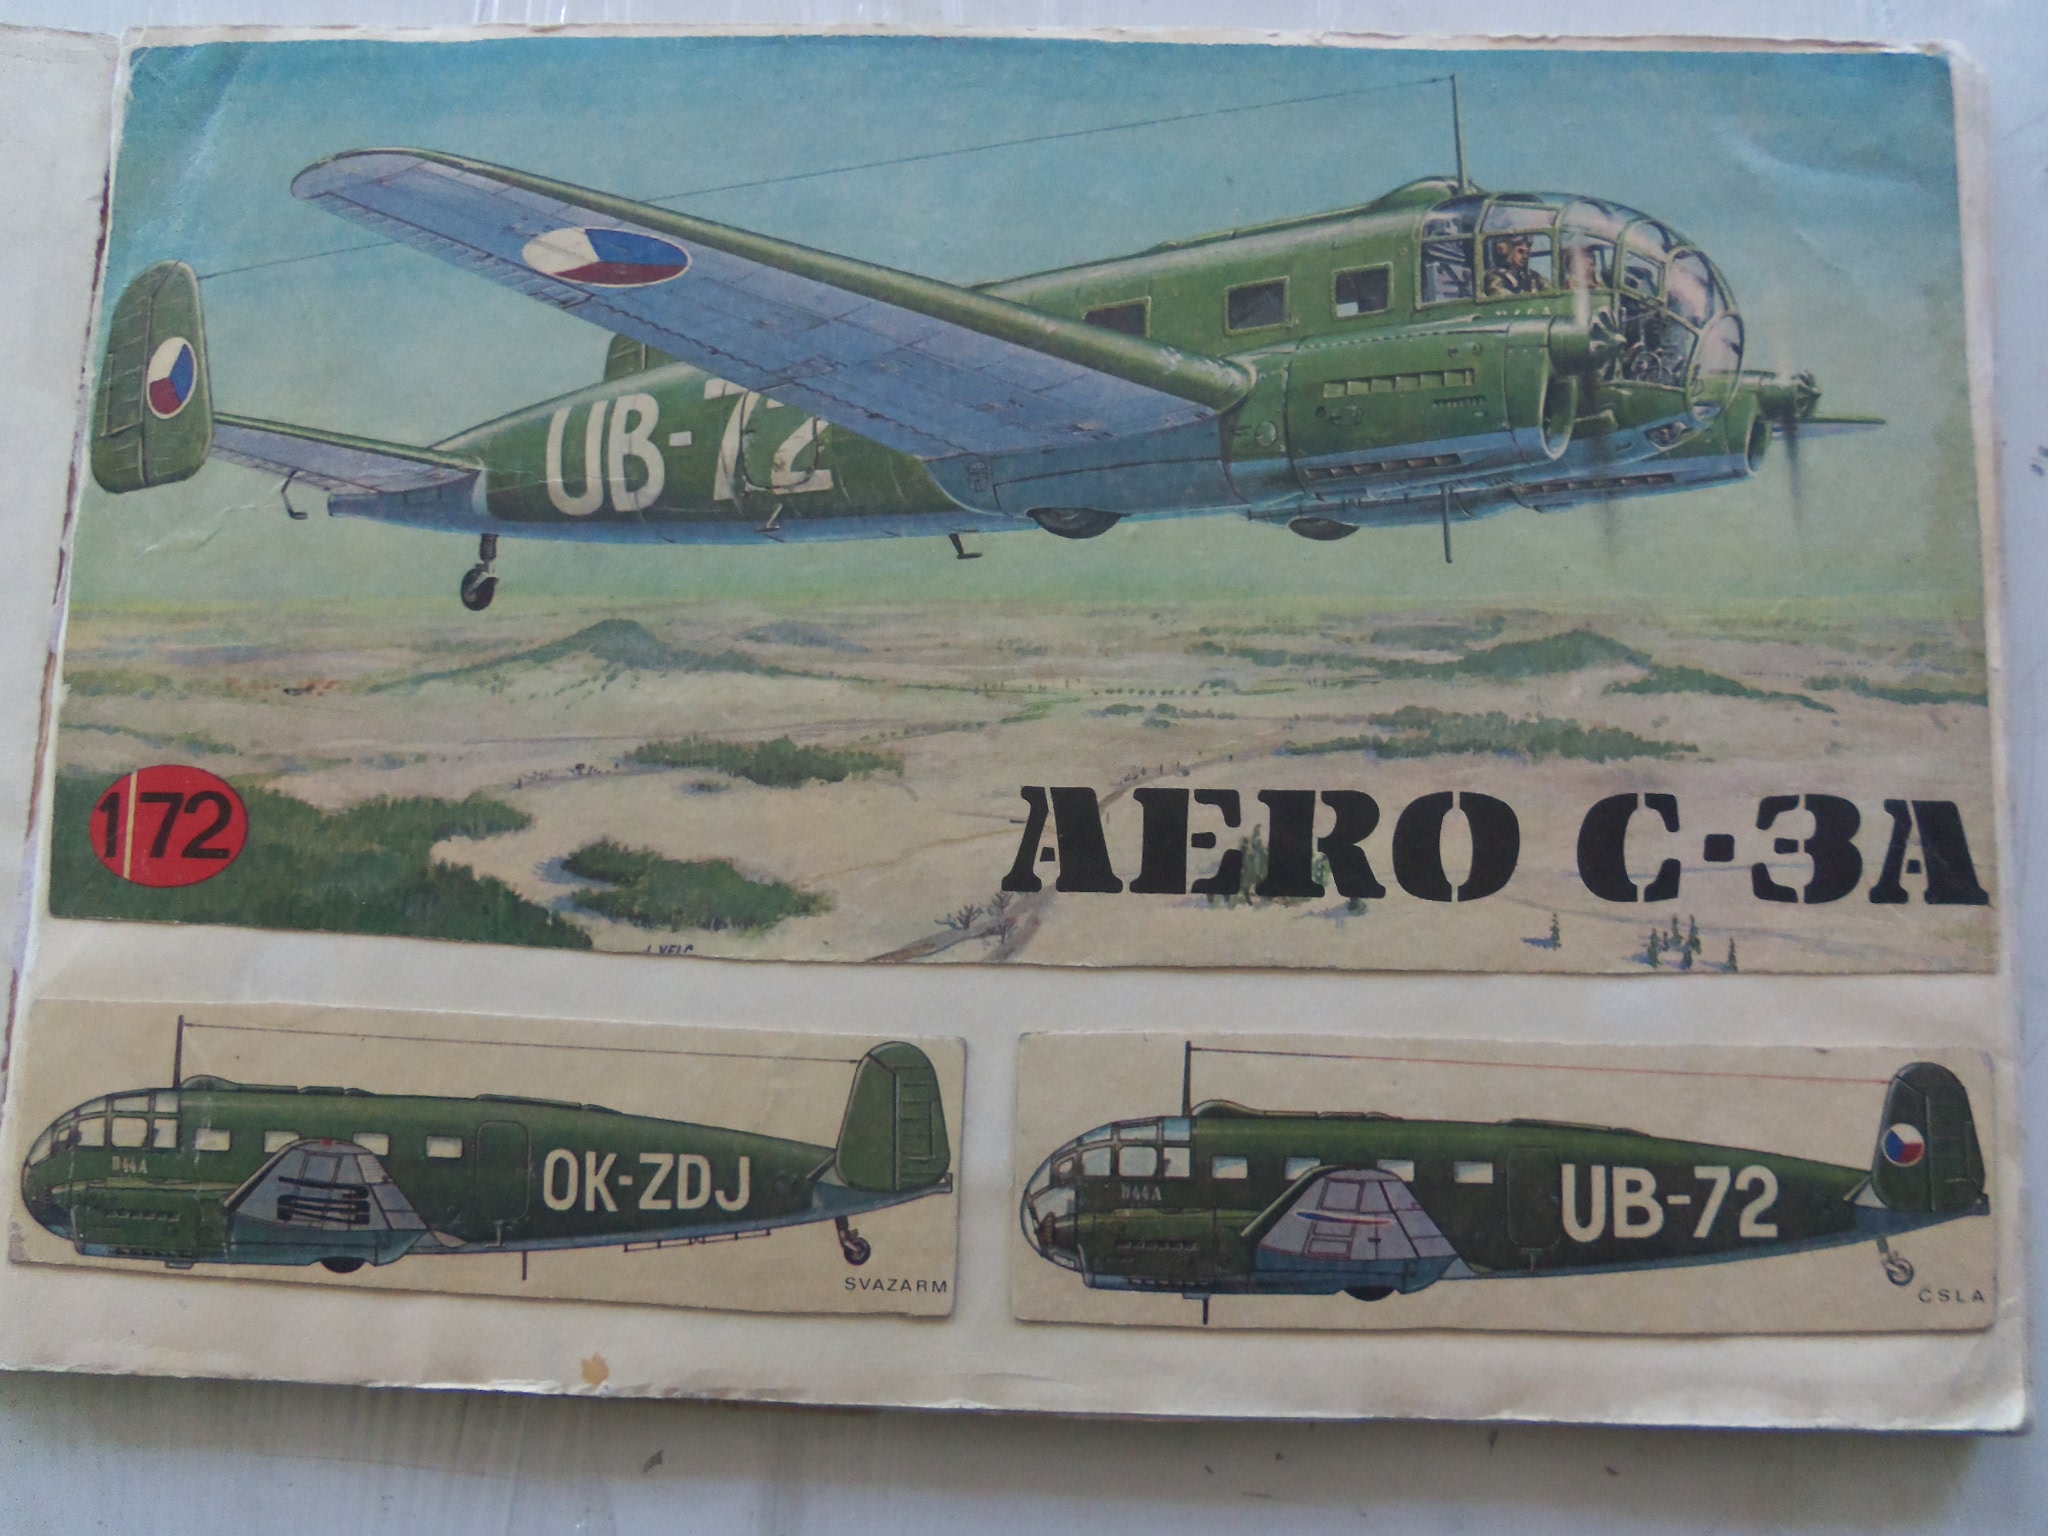 UB-72
1/72
AERO C-3A
OK-ZDJ
SVAZARM
UB-72
ČSLA